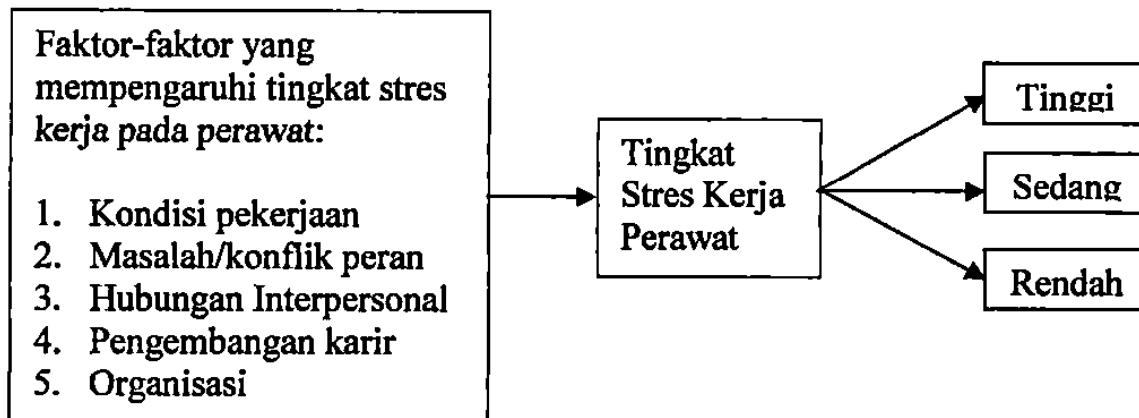 Faktor-faktor yang
mempengaruhi tingkat stres
kerja pada perawat:
1. Kondisi pekerjaan
2. Masalah/konflik peran
3. Hubungan Interpersonal
4. Pengembangan karir
5. Organisasi
Tingkat
Stres Kerja
Perawat
Tinggi
Sedang
Rendah